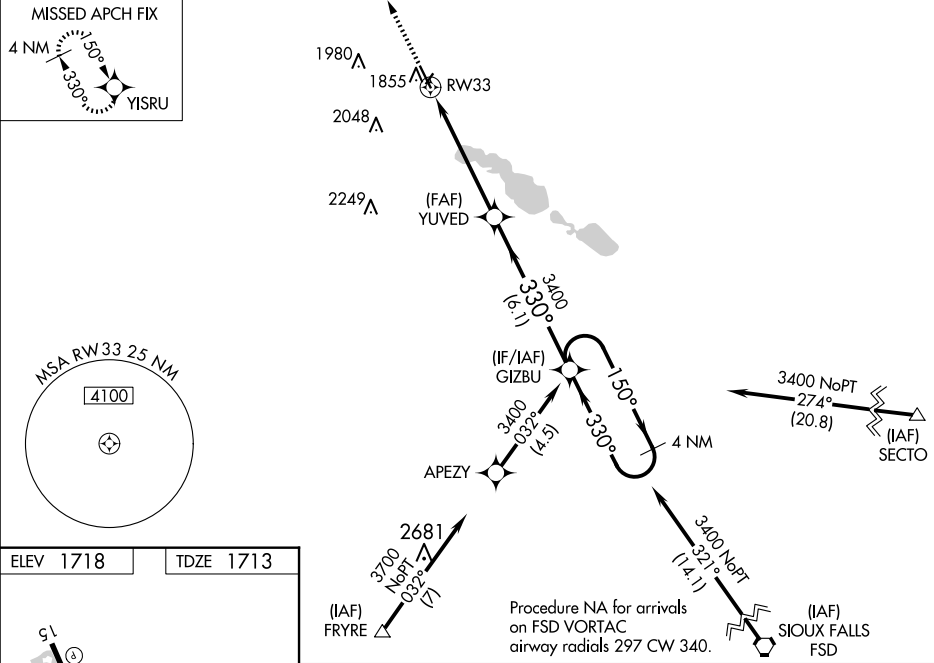 MISSED APCH FIX
4 NM
150°
330°
YISRU
1980
1855
RW33
2048
2249
(FAF)
YUVED
3400
330°
(6.1)
(IF/IAF)
GIZBU
150°
330°
4 NM
MSA RW33 25 NM
4100
3400 NoPT
274°
(20.8)
(IAF)
SECTO
3400
032°
(4.5)
APEZY
2681
3700
NoPT
032°
(7)
(IAF)
FRYRE
3400 NoPT
321°
(14.1)
(IAF)
SIOUX FALLS
FSD
Procedure NA for arrivals
on FSD VORTAC
airway radials 297 CW 340.
ELEV 1718
TDZE 1713
15
P